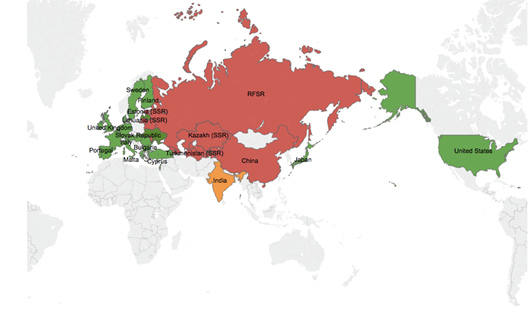 Sweden
Finland
RFSR
Estonia (SSR)
Lithuania (SSR)
United Kingdom
Slovak Republic
Kazakh (SSR)
Italy
Bulgaria
Portugal
Turkmenistan (SSR)
Malta
Cyprus
China
Japan
United States
India